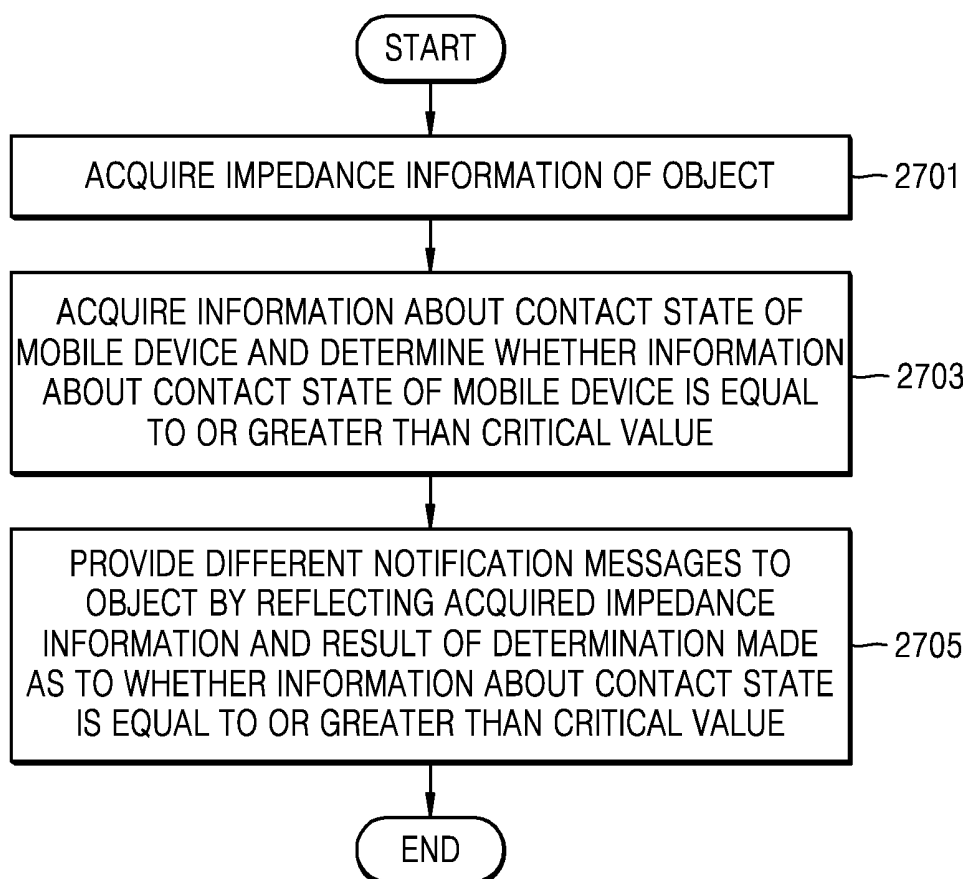 START
ACQUIRE IMPEDANCE INFORMATION OF OBJECT
2701
ACQUIRE INFORMATION ABOUT CONTACT STATE OF
MOBILE DEVICE AND DETERMINE WHETHER INFORMATION
ABOUT CONTACT STATE OF MOBILE DEVICE IS EQUAL
TO OR GREATER THAN CRITICAL VALUE
2703
PROVIDE DIFFERENT NOTIFICATION MESSAGES TO
OBJECT BY REFLECTING ACQUIRED IMPEDANCE
INFORMATION AND RESULT OF DETERMINATION MADE
AS TO WHETHER INFORMATION ABOUT CONTACT STATE
IS EQUAL TO OR GREATER THAN CRITICAL VALUE
2705
END